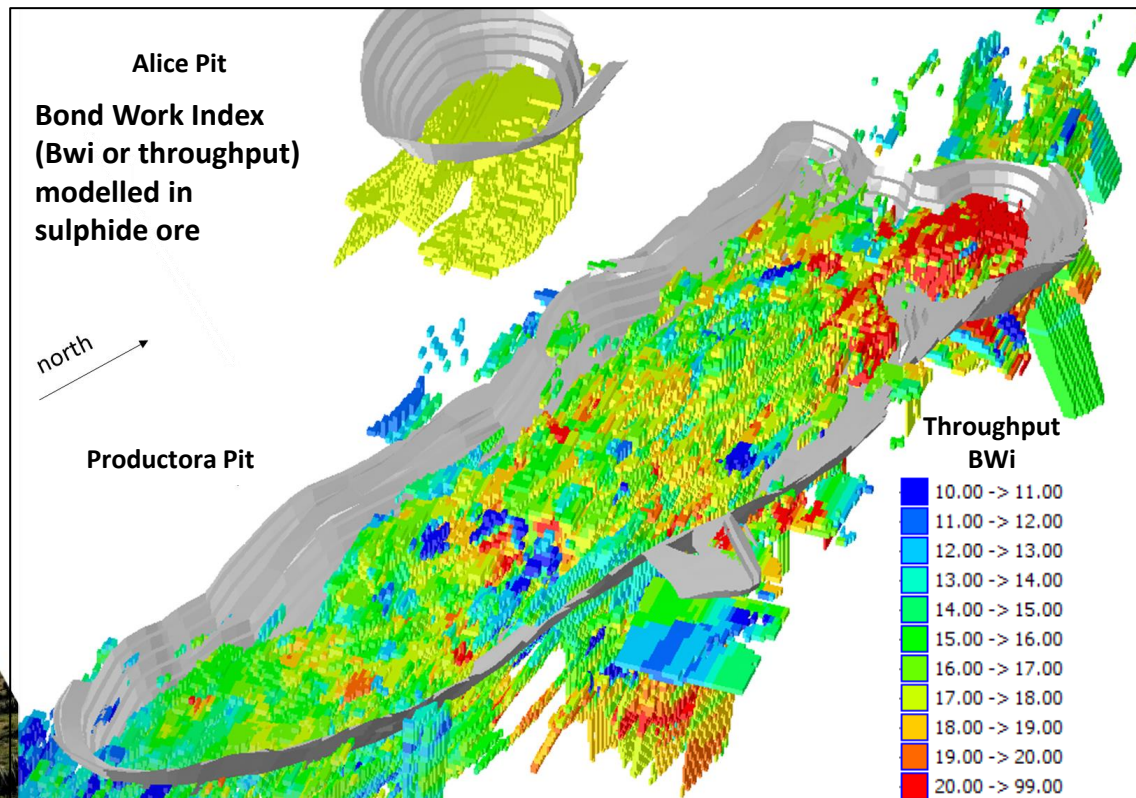 Alice Pit
Bond Work Index
(Bwi or throughput)
modelled in
sulphide ore
north
Productora Pit
Throughput
BWi
10.00 -> 11.00
11.00 -> 12.00
12.00 -> 13.00
13.00 -> 14.00
14.00 -> 15.00
15.00 -> 16.00
16.00 -> 17.00
17.00 -> 18.00
18.00 -> 19.00
19.00 -> 20.00
20.00 -> 99.00